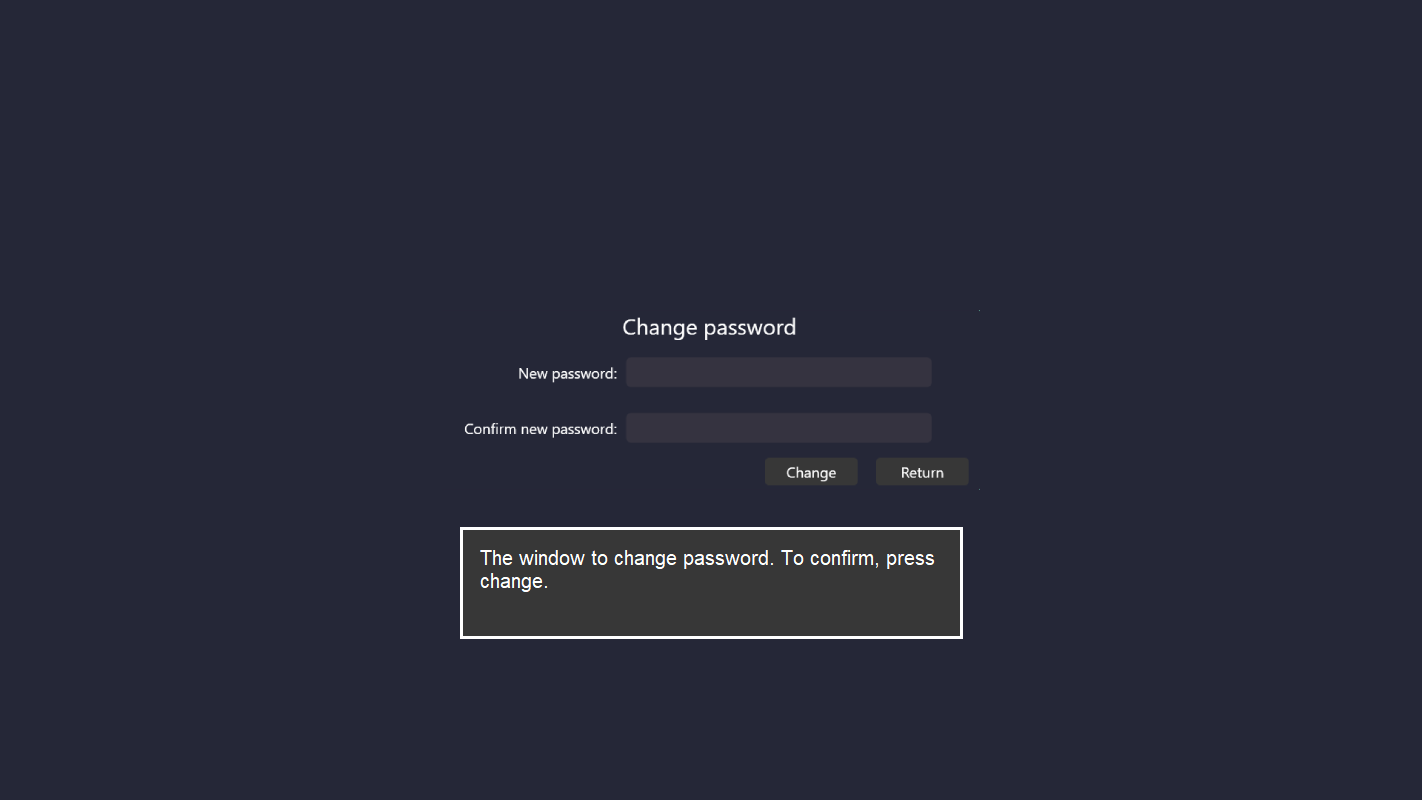 Change password
New password:
Confirm new password:
Change Return
The window to change password. To confirm, press
change.